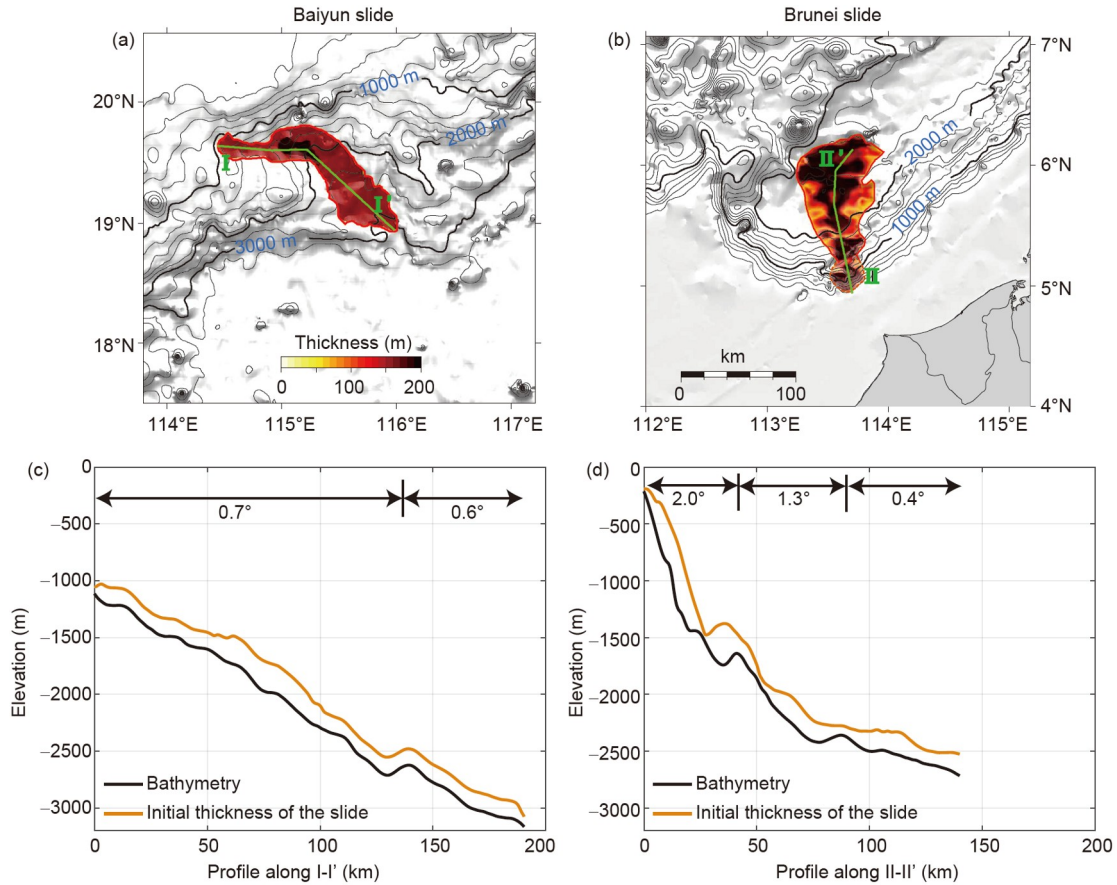 Baiyun slide
Brunei slide
(a)
(b)
20°N
19°N
18°N
1000 m
2000 m
3000 m
I
I'
Thickness (m)
0 100 200
114°E 115°E 116°E 117°E
7°N
6°N
5°N
4°N
2000 m
1000 m
II'
II
km
0 100
112°E 113°E 114°E 115°E
(c)
0
−500
−1000
−1500
−2000
−2500
−3000
Elevation (m)
0.7° 0.6°
Bathymetry
Initial thickness of the slide
0 50 100 150 200
Profile along I-I’ (km)
(d)
0
−500
−1000
−1500
−2000
−2500
−3000
Elevation (m)
2.0° 1.3° 0.4°
Bathymetry
Initial thickness of the slide
0 50 100 150 200
Profile along II-II’ (km)